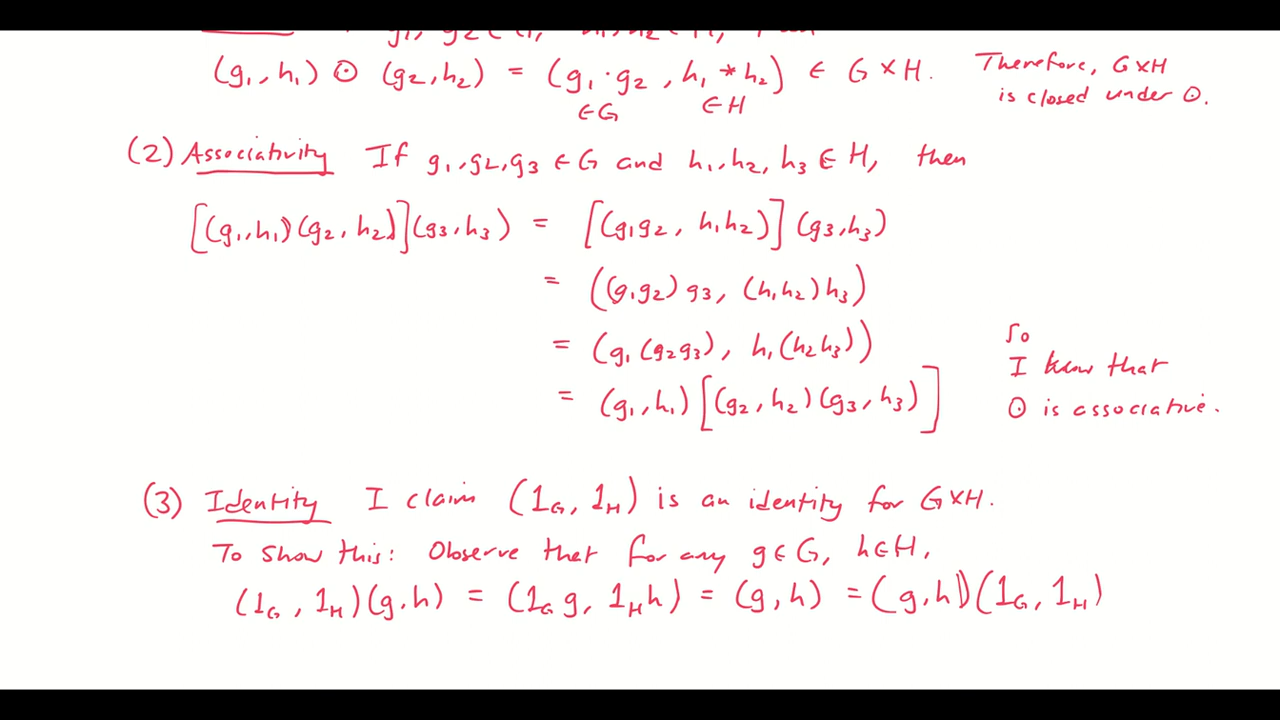 (g₁, h₁) ⊙ (g₂, h₂) = (g₁ · g₂, h₁ * h₂) ∈ G × H.
∈G ∈H
Therefore, G×H
is closed under ⊙.
(2) Associativity If g₁, g₂, g₃ ∈ G and h₁, h₂, h₃ ∈ H, then
[(g₁, h₁)(g₂, h₂)](g₃, h₃) = [(g₁g₂, h₁h₂)](g₃, h₃)
= ((g₁g₂)g₃, (h₁h₂)h₃)
= (g₁(g₂g₃), h₁(h₂h₃))
= (g₁, h₁)[(g₂, h₂)(g₃, h₃)]
So
I know that
⊙ is associative.
(3) Identity I claim (1_G, 1_H) is an identity for G×H.
To show this: Observe that for any g∈G, h∈H,
(1_G, 1_H)(g, h) = (1_G g, 1_H h) = (g, h) = (g, h)(1_G, 1_H)